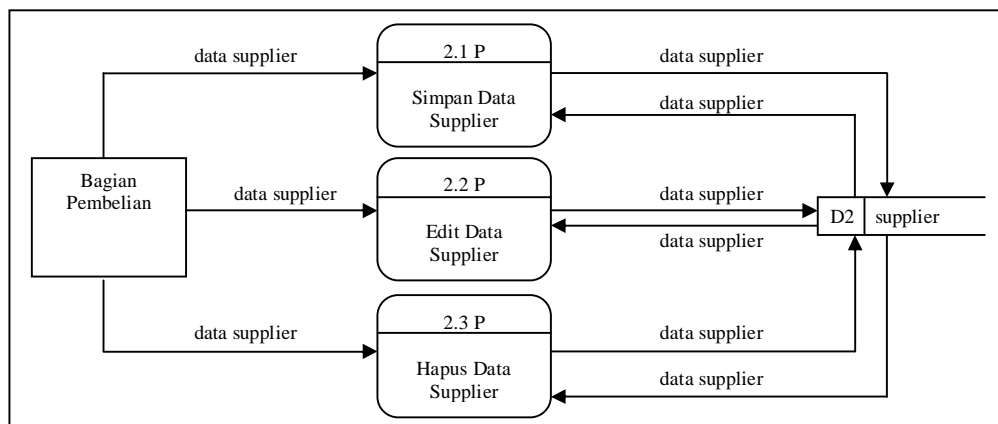 2.1 P
data supplier
data supplier
Simpan Data
Supplier
data supplier
Bagian
Pembelian
2.2 P
data supplier
data supplier
D2
supplier
Edit Data
Supplier
data supplier
2.3 P
data supplier
data supplier
Hapus Data
Supplier
data supplier